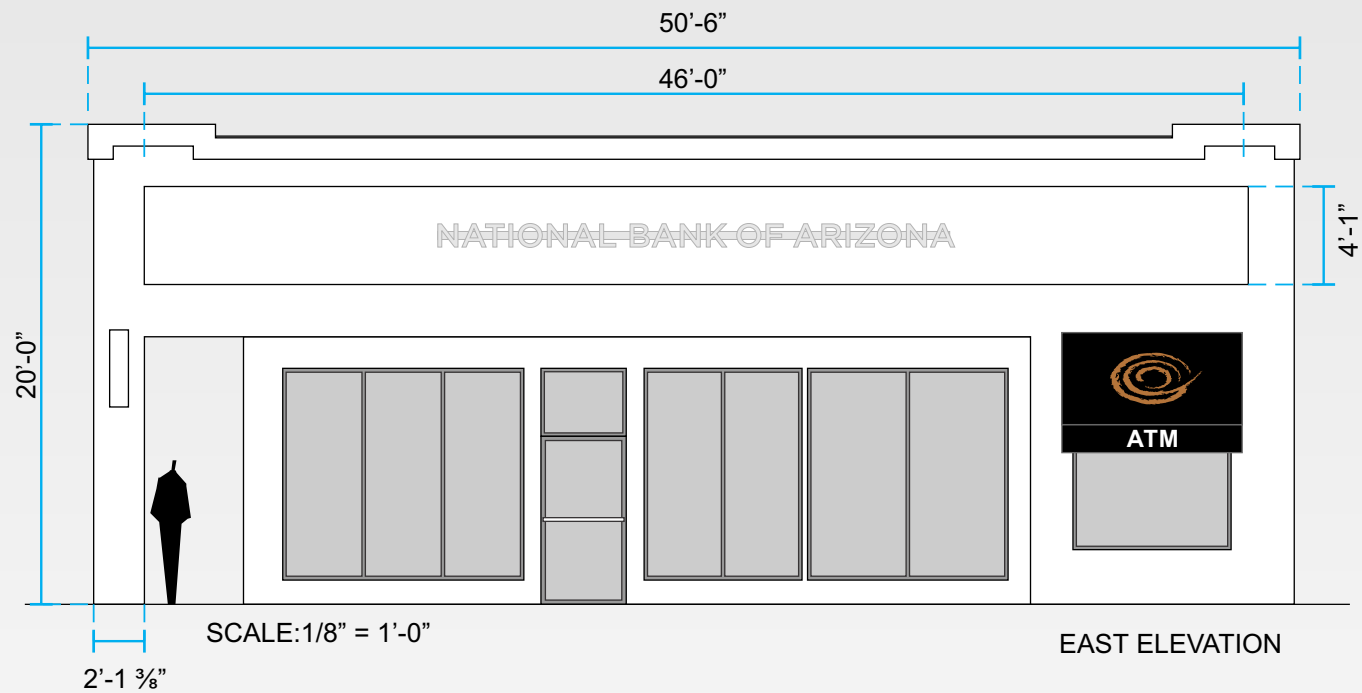 50’-6”
46’-0”
NATIONAL BANK OF ARIZONA
4’-1”
20’-0”
ATM
SCALE:1/8” = 1’-0”
EAST ELEVATION
2’-1 ⅜”